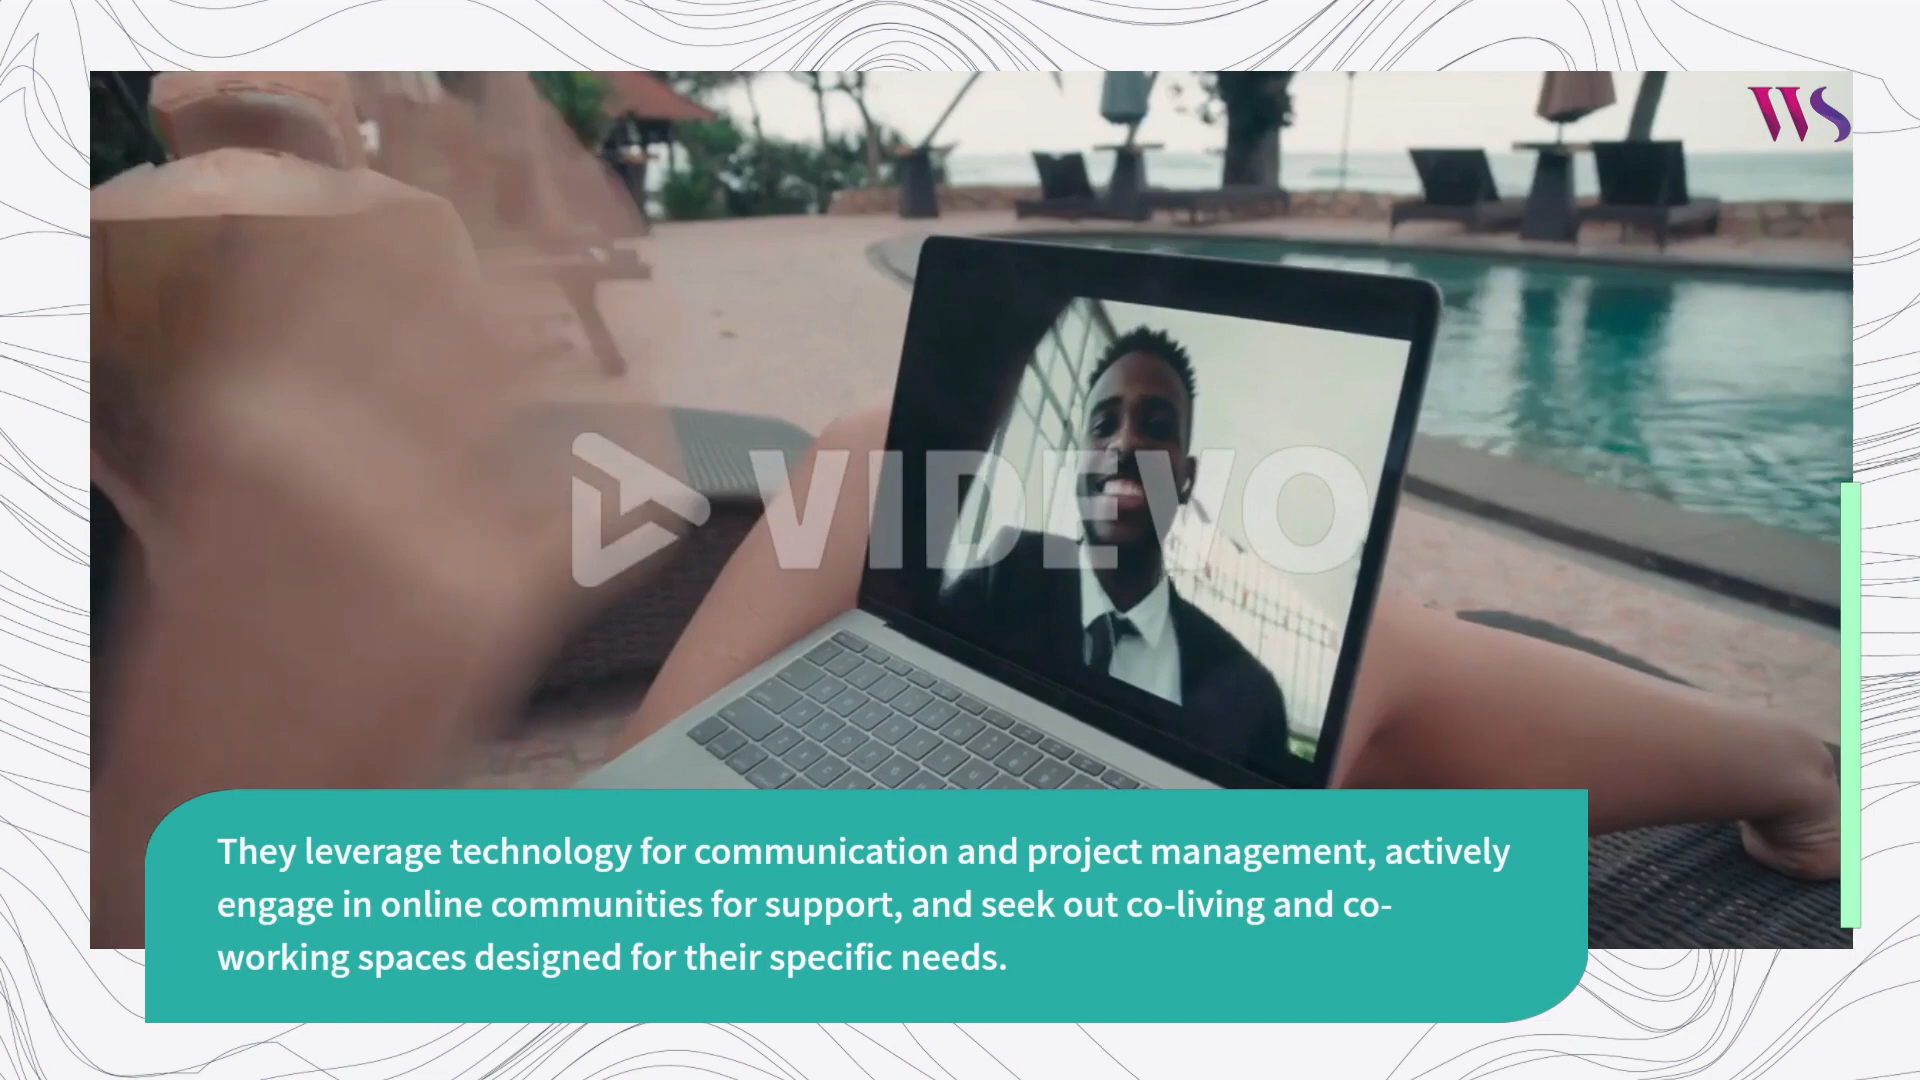 WS
VIDEVO
They leverage technology for communication and project management, actively
engage in online communities for support, and seek out co-living and co-
working spaces designed for their specific needs.